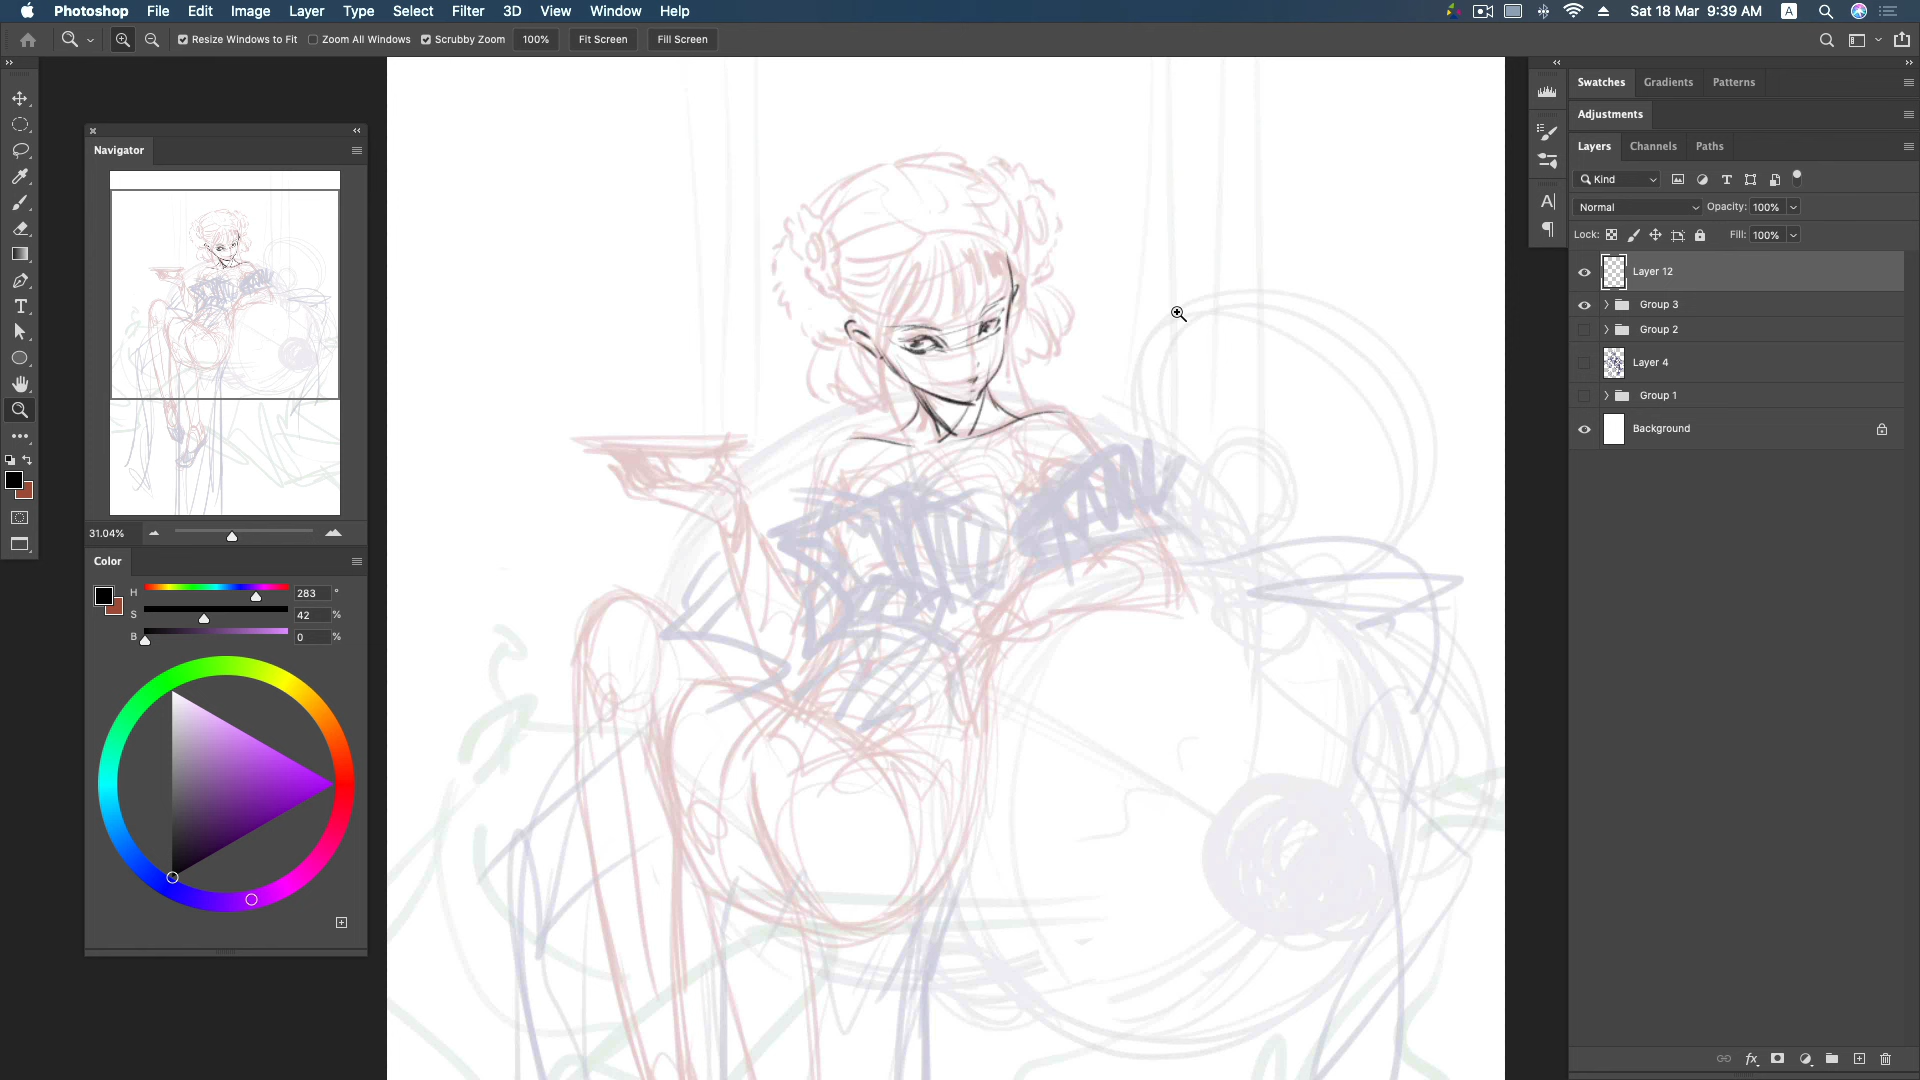 Photoshop File Edit Image Layer Type Select Filter 3D View Window Help Sat 18 Mar 9:39 AM A
Resize Windows to Fit Zoom All Windows Scrubby Zoom 100% Fit Screen Fill Screen
Swatches Gradients Patterns
Adjustments
Navigator
Layers Channels Paths
Kind
Normal Opacity: 100%
Lock: Fill: 100%
Layer 12
Group 3
Group 2
Layer 4
Group 1
Background
31.04%
Color
H 283 °
S 42 %
B 0 %